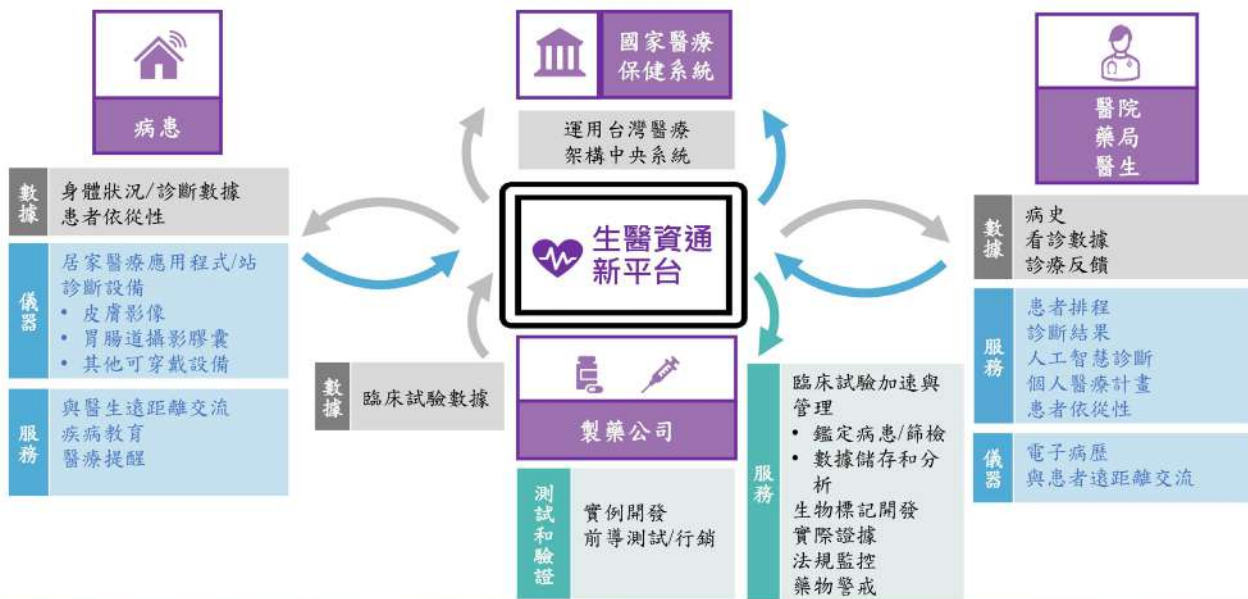 病患
數據
身體狀況/診斷數據
患者依從性
儀器
居家醫療應用程式/站
診斷設備
• 皮膚影像
• 胃腸道攝影膠囊
• 其他可穿戴設備
服務
與醫生遠距離交流
疾病教育
醫療提醒
國家醫療
保健系統
運用台灣醫療
架構中央系統
生醫資通
新平台
數據
臨床試驗數據
製藥公司
測試和驗證
實例開發
前導測試/行銷
服務
臨床試驗加速與
管理
• 鑑定病患/篩檢
• 數據儲存和分
析
生物標記開發
實際證據
法規監控
藥物警戒
醫院
藥局
醫生
數據
病史
看診數據
診療反饋
服務
患者排程
診斷結果
人工智慧診斷
個人醫療計畫
患者依從性
儀器
電子病歷
與患者遠距離交流